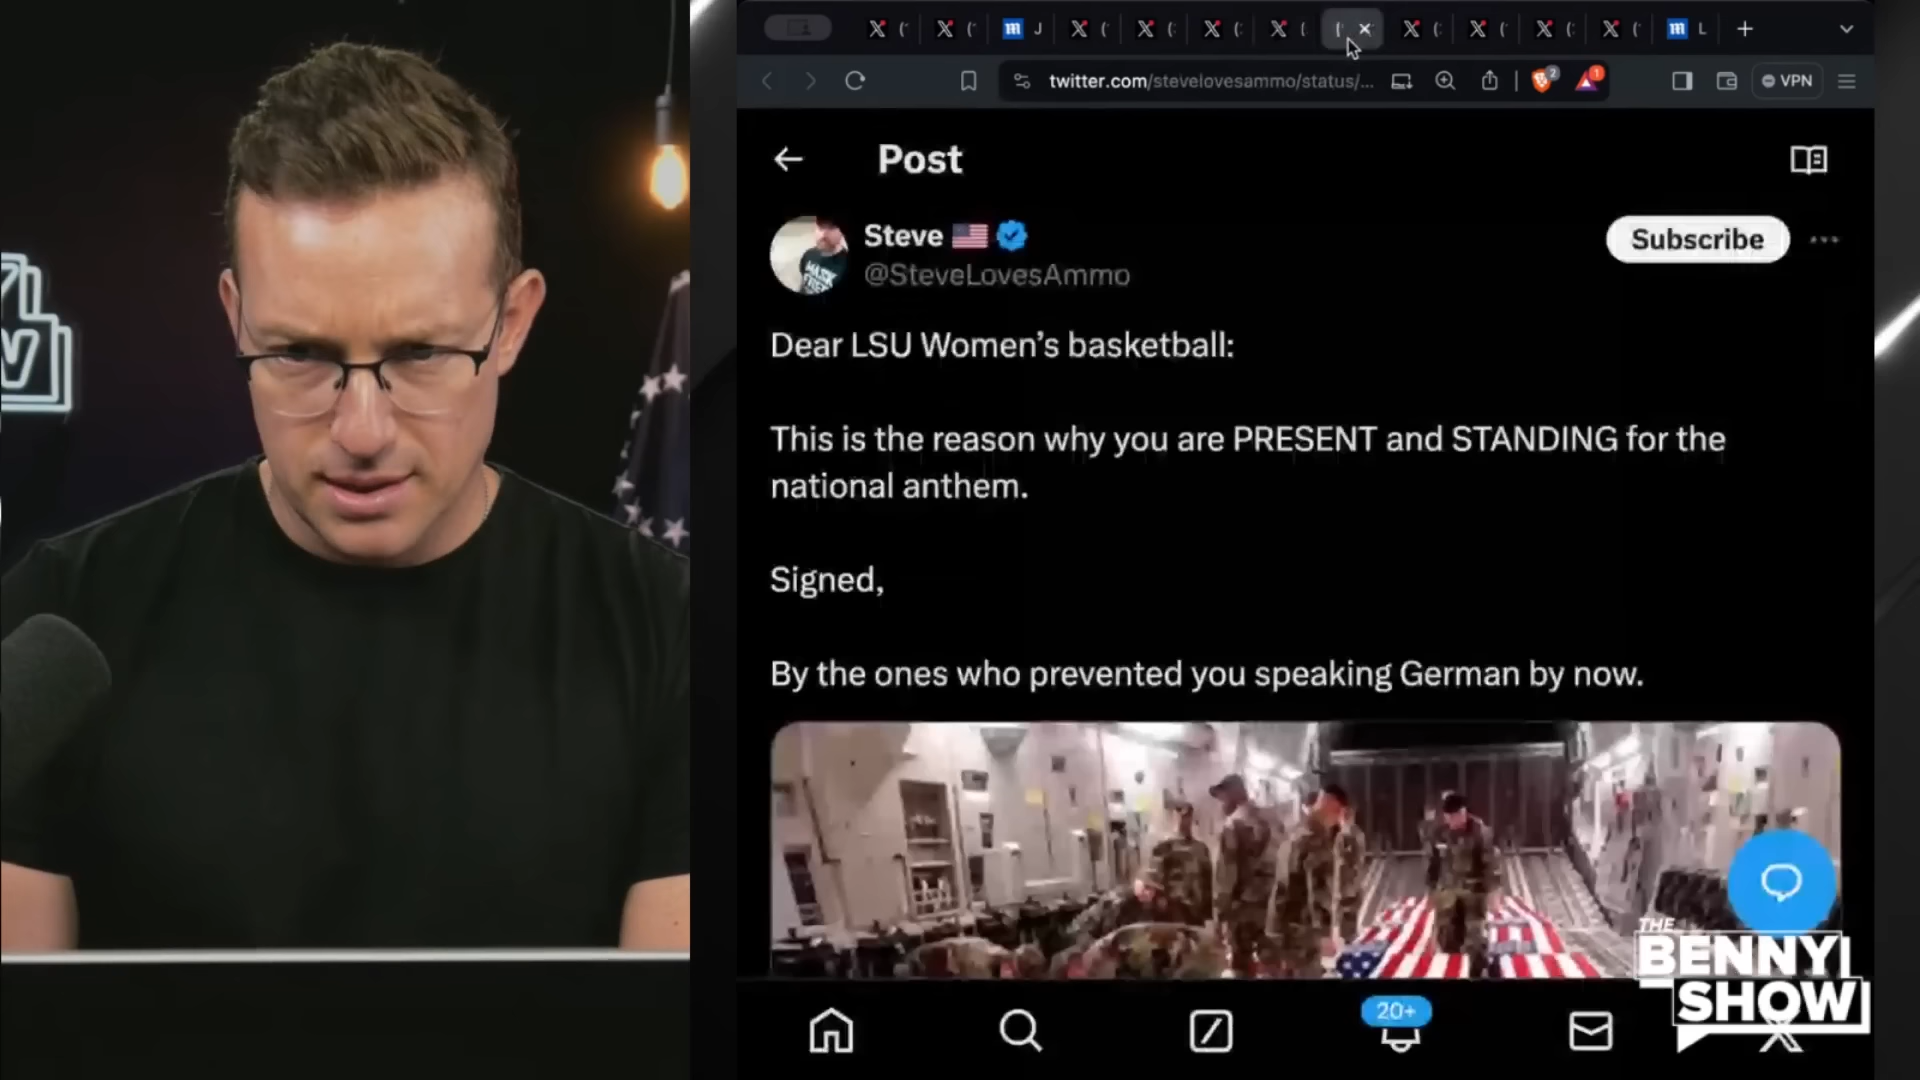 J
L
twitter.com/stevelovesammo/status/...
2
1
VPN
Post
Steve
@SteveLovesAmmo
Subscribe
Dear LSU Women's basketball:
This is the reason why you are PRESENT and STANDING for the
national anthem.
Signed,
By the ones who prevented you speaking German by now.
20+
THE
BENNY
SHOW